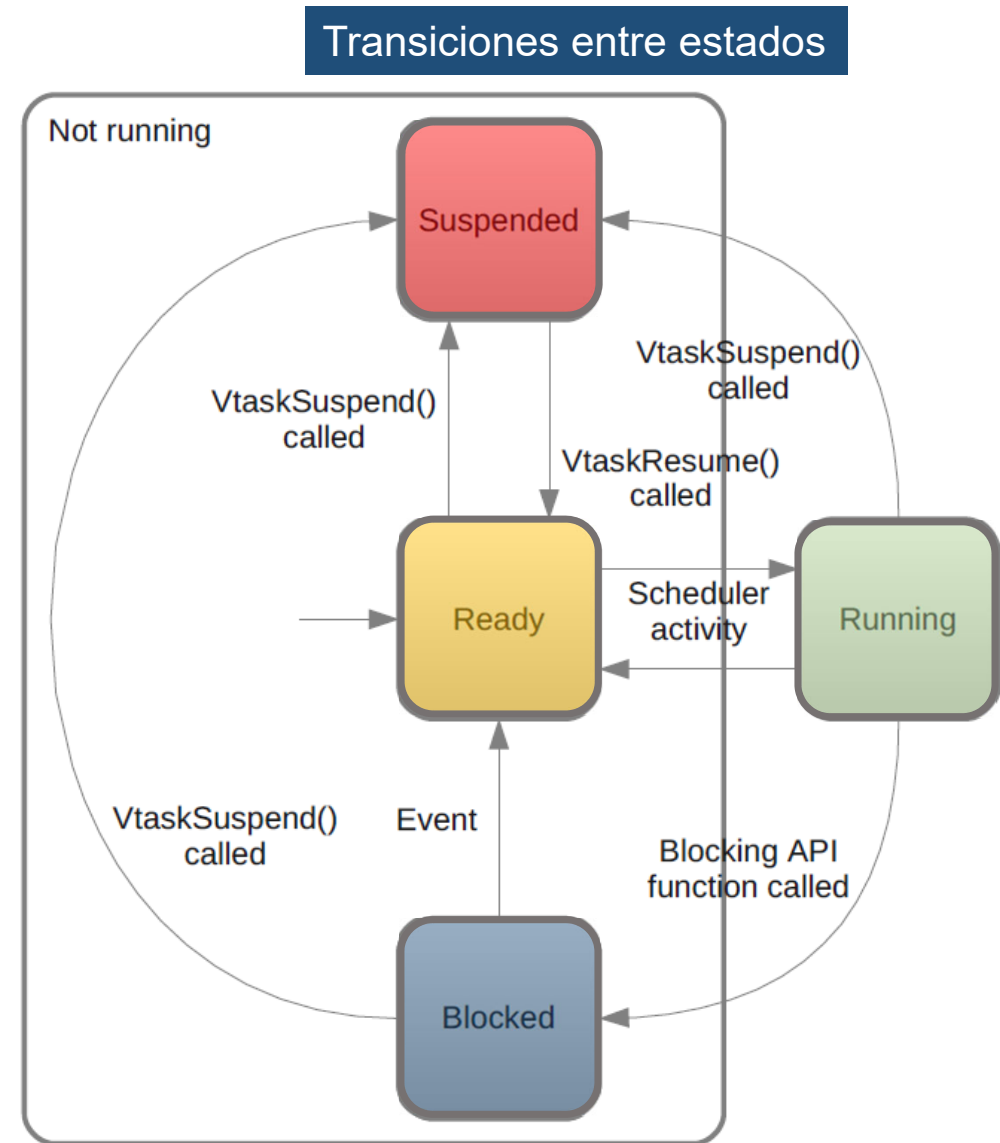 Transiciones entre estados
Not running
Suspended
VtaskSuspend()
called
VtaskSuspend()
called
VtaskResume()
called
Ready
Scheduler
activity
Running
VtaskSuspend()
called
Event
Blocking API
function called
Blocked